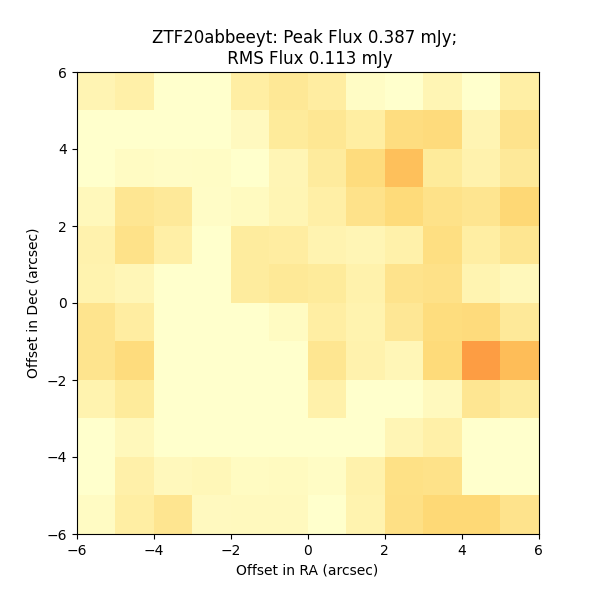 ZTF20abbeeyt: Peak Flux 0.387 mJy;
RMS Flux 0.113 mJy
6
4
2
0
−2
−4
−6
Offset in Dec (arcsec)
−6 −4 −2 0 2 4 6
Offset in RA (arcsec)